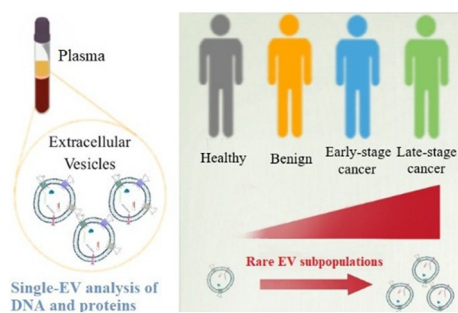 Plasma
Extracellular
Vesicles
Single-EV analysis of
DNA and proteins
Healthy
Benign
Early-stage
cancer
Late-stage
cancer
Rare EV subpopulations